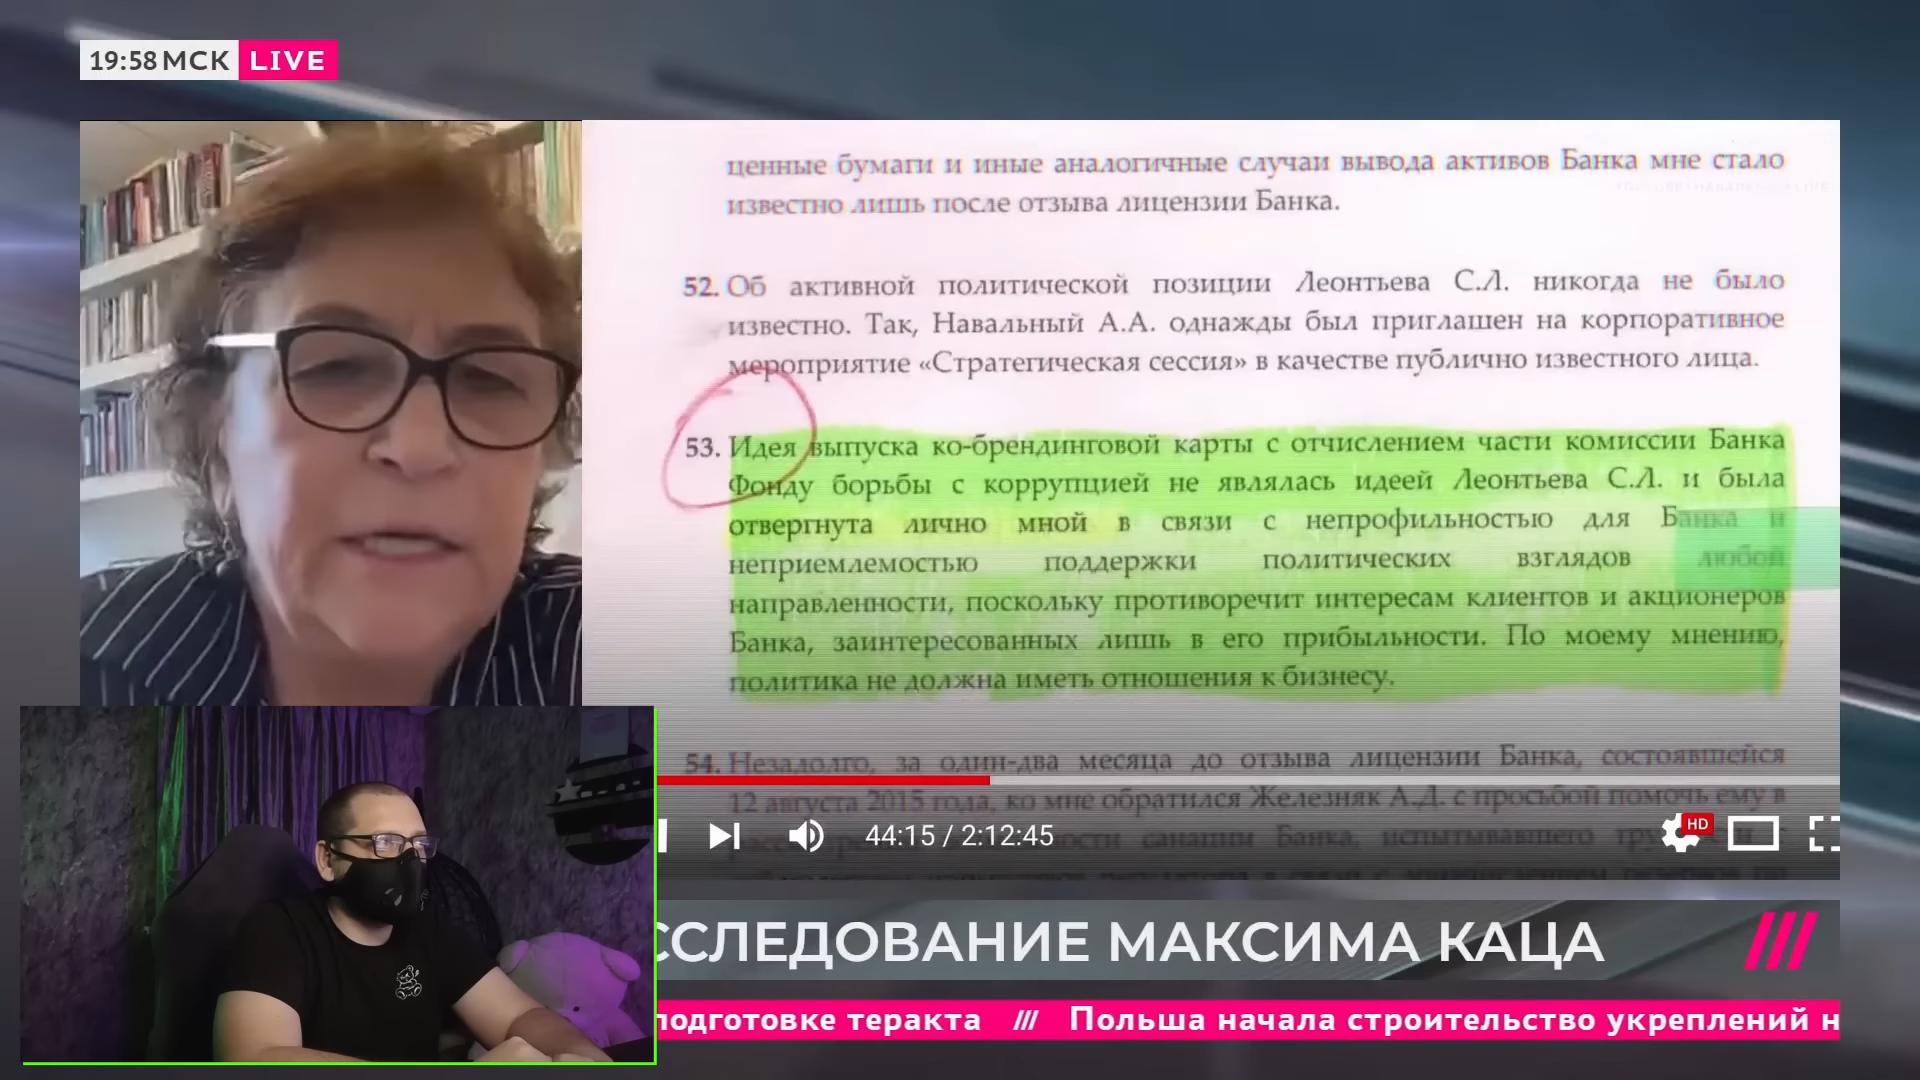 19:58 МСК LIVE
ценные бумаги и иные аналогичные случаи вывода активов Банка мне стало
известно лишь после отзыва лицензии Банка.
52. Об активной политической позиции Леонтьева С.Л. никогда не было
известно. Так, Навальный А.А. однажды был приглашен на корпоративное
мероприятие «Стратегическая сессия» в качестве публично известного лица.
53. Идея выпуска ко-брендинговой карты с отчислением части комиссии Банка
Фонду борьбы с коррупцией не являлась идеей Леонтьева С.Л. и была
отвергнута лично мной в связи с непрофильностью для Банка и
неприемлемостью поддержки политических взглядов любой
направленности, поскольку противоречит интересам клиентов и акционеров
Банка, заинтересованных лишь в его прибыльности. По моему мнению,
политика не должна иметь отношения к бизнесу.
54. Незадолго, за один-два месяца до отзыва лицензии Банка, состоявшейся
12 августа 2015 года, ко мне обратился Железняк А.Д. с просьбой помочь ему в
санации Банка, испытывавшего
44:15 / 2:12:45
HD
ССЛЕДОВАНИЕ МАКСИМА КАЦА
подготовке теракта /// Польша начала строительство укреплений н